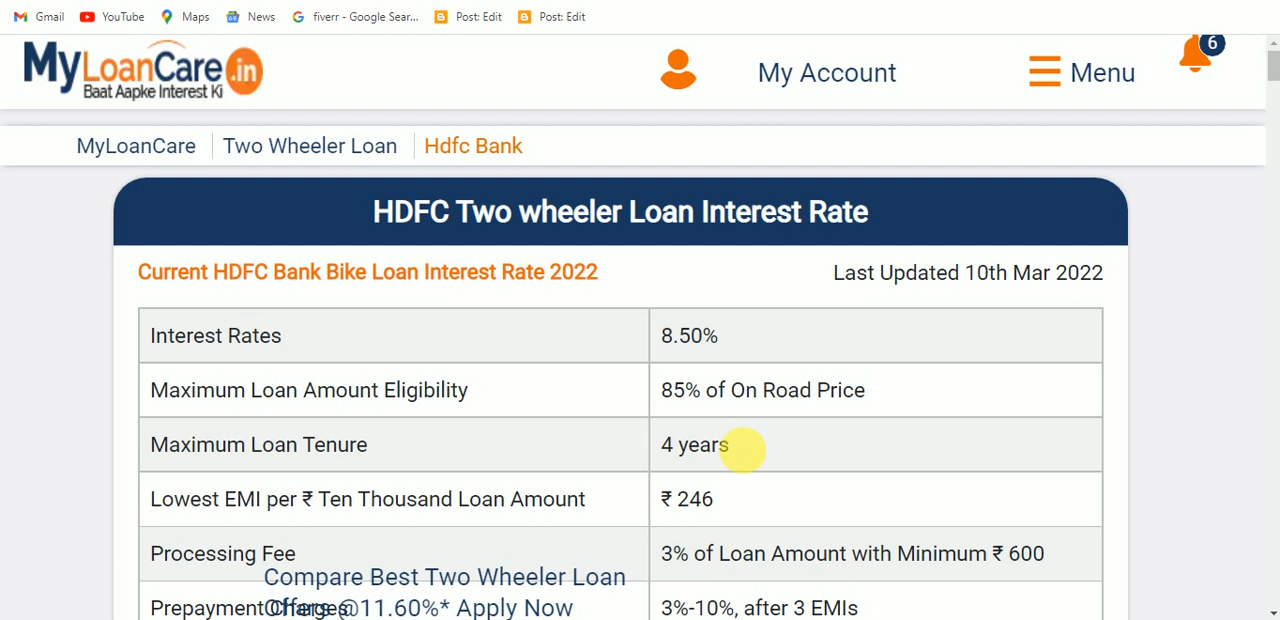 Gmail YouTube Maps News fiverr - Google Sear... Post: Edit Post: Edit
MyLoanCare.in
Baat Aapke Interest Ki
My Account
Menu
6
MyLoanCare Two Wheeler Loan Hdfc Bank
HDFC Two wheeler Loan Interest Rate
Current HDFC Bank Bike Loan Interest Rate 2022 Last Updated 10th Mar 2022
Interest Rates 8.50%
Maximum Loan Amount Eligibility 85% of On Road Price
Maximum Loan Tenure 4 years
Lowest EMI per ₹ Ten Thousand Loan Amount ₹ 246
Processing Fee 3% of Loan Amount with Minimum ₹ 600
Compare Best Two Wheeler Loan
Offers @11.60%* Apply Now
Prepayment Charges 3%-10%, after 3 EMIs